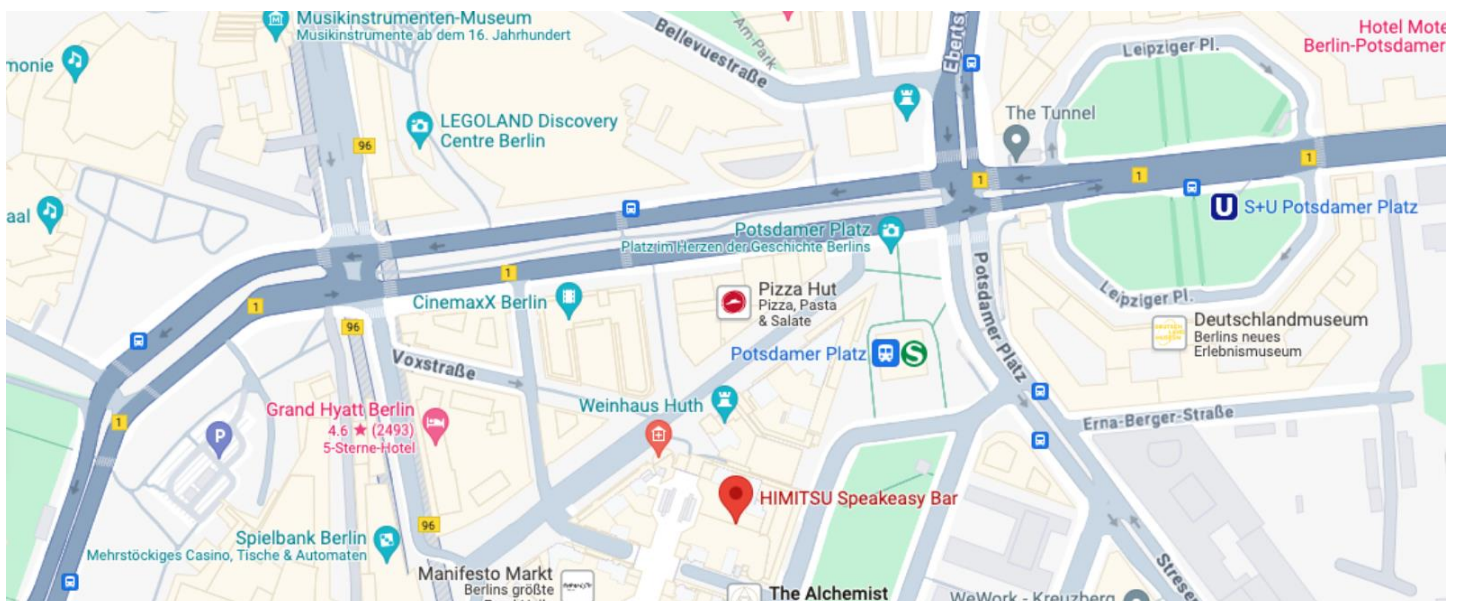 Musikinstrumenten-Museum
Musikinstrumente ab dem 16. Jahrhundert
Bellevuestraße
Am-Park
Ebertst
Leipziger Pl.
Hotel Mote
Berlin-Potsdamer
monie
LEGOLAND Discovery
Centre Berlin
96
The Tunnel
1
1
1
aal
S+U Potsdamer Platz
U
Potsdamer Platz
Platz im Herzen der Geschichte Berlins
1
1
CinemaxX Berlin
Pizza Hut
Pizza, Pasta
& Salate
Potsdamer Platz
Leipziger Pl.
Deutschlandmuseum
Berlins neues
Erlebnismuseum
96
Voxstraße
Potsdamer Platz
S
Grand Hyatt Berlin
4.6 ★ (2493)
5-Sterne-Hotel
Weinhaus Huth
Erna-Berger-Straße
1
P
HIMITSU Speakeasy Bar
96
Spielbank Berlin
Mehrstöckiges Casino, Tische & Automaten
Manifesto Markt
Berlins größte
The Alchemist
WeWork - Kreuzberg
Strese